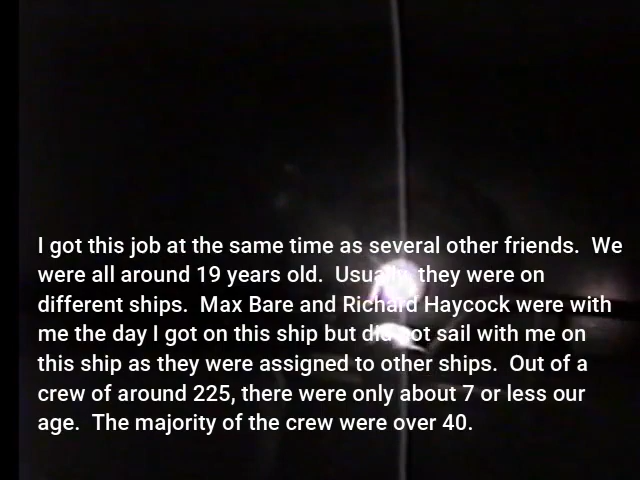 I got this job at the same time as several other friends.  We
were all around 19 years old.  Usually, they were on
different ships.  Max Bare and Richard Haycock were with
me the day I got on this ship but did not sail with me on
this ship as they were assigned to other ships.  Out of a
crew of around 225, there were only about 7 or less our
age.  The majority of the crew were over 40.